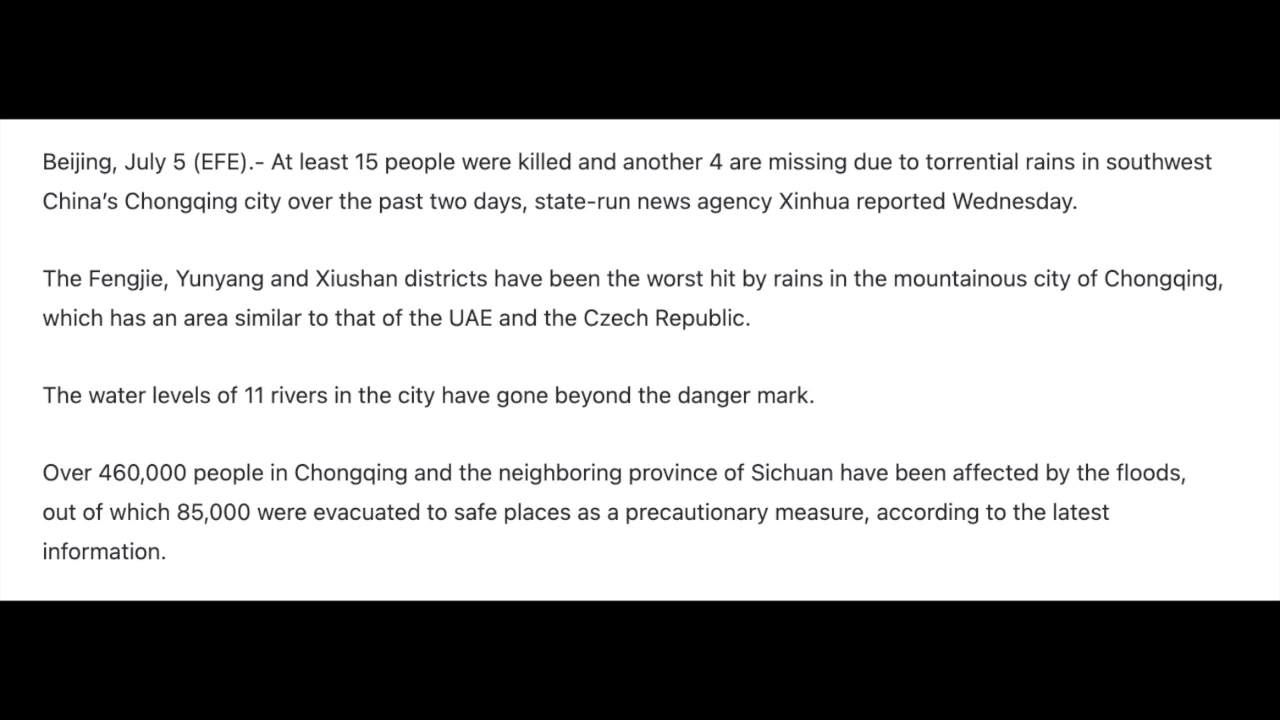 Beijing, July 5 (EFE).- At least 15 people were killed and another 4 are missing due to torrential rains in southwest
China’s Chongqing city over the past two days, state-run news agency Xinhua reported Wednesday.
The Fengjie, Yunyang and Xiushan districts have been the worst hit by rains in the mountainous city of Chongqing,
which has an area similar to that of the UAE and the Czech Republic.
The water levels of 11 rivers in the city have gone beyond the danger mark.
Over 460,000 people in Chongqing and the neighboring province of Sichuan have been affected by the floods,
out of which 85,000 were evacuated to safe places as a precautionary measure, according to the latest
information.